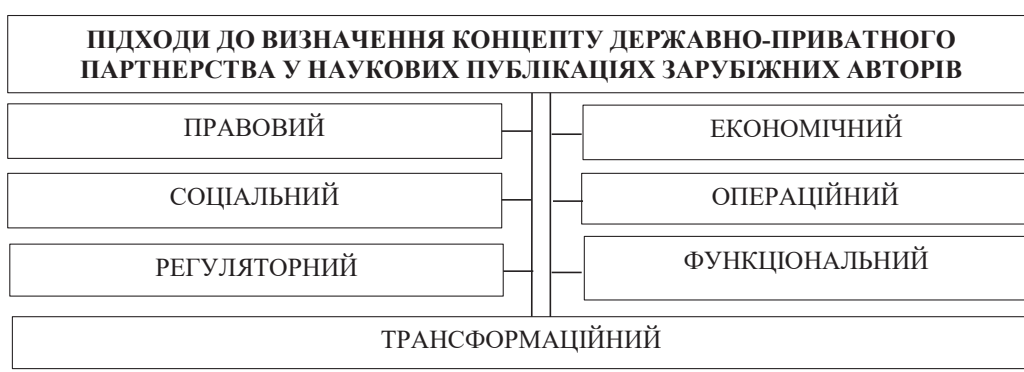 ПІДХОДИ ДО ВИЗНАЧЕННЯ КОНЦЕПТУ ДЕРЖАВНО-ПРИВАТНОГО
ПАРТНЕРСТВА У НАУКОВИХ ПУБЛІКАЦІЯХ ЗАРУБІЖНИХ АВТОРІВ
ПРАВОВИЙ
ЕКОНОМІЧНИЙ
СОЦІАЛЬНИЙ
ОПЕРАЦІЙНИЙ
РЕГУЛЯТОРНИЙ
ФУНКЦІОНАЛЬНИЙ
ТРАНСФОРМАЦІЙНИЙ